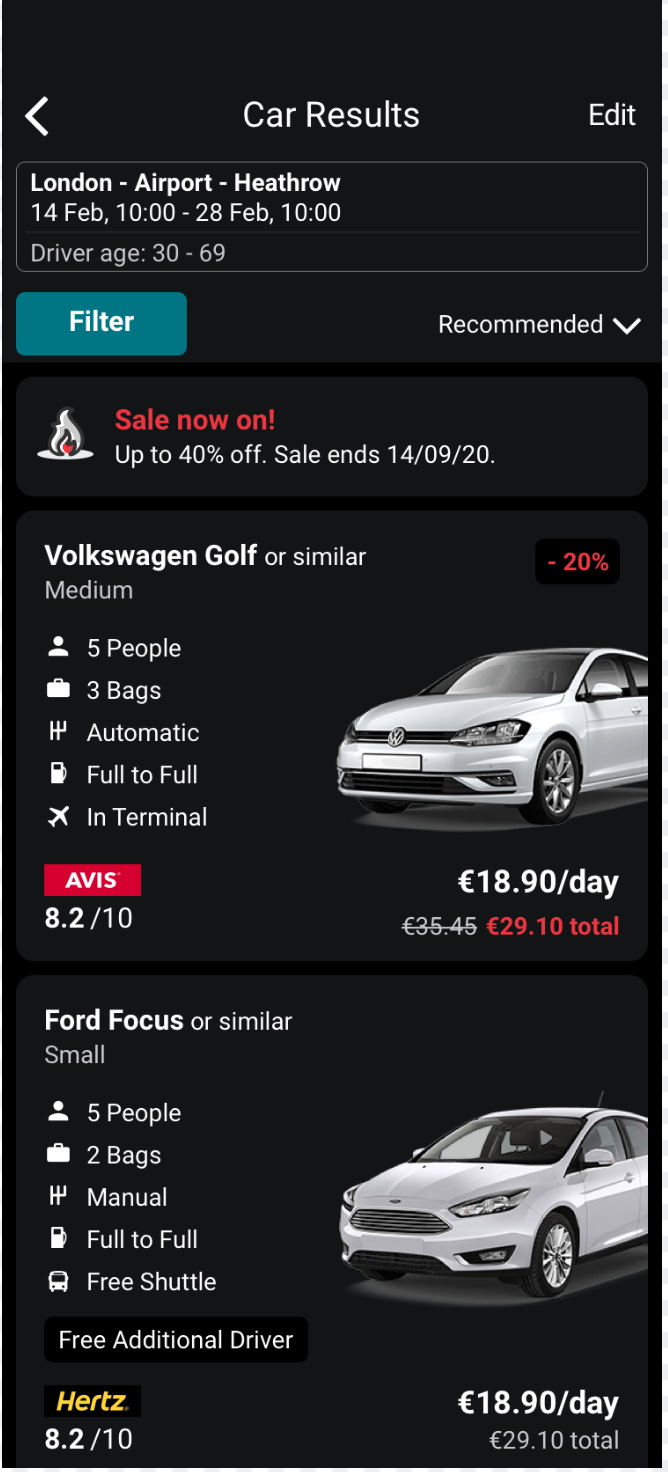 Car Results
Edit
London - Airport - Heathrow
14 Feb, 10:00 - 28 Feb, 10:00
Driver age: 30 - 69
Filter
Recommended
Sale now on!
Up to 40% off. Sale ends 14/09/20.
Volkswagen Golf or similar
- 20%
Medium
5 People
3 Bags
Automatic
Full to Full
In Terminal
AVIS
€18.90/day
8.2 /10
€35.45 €29.10 total
Ford Focus or similar
Small
5 People
2 Bags
Manual
Full to Full
Free Shuttle
Free Additional Driver
Hertz
€18.90/day
8.2 /10
€29.10 total